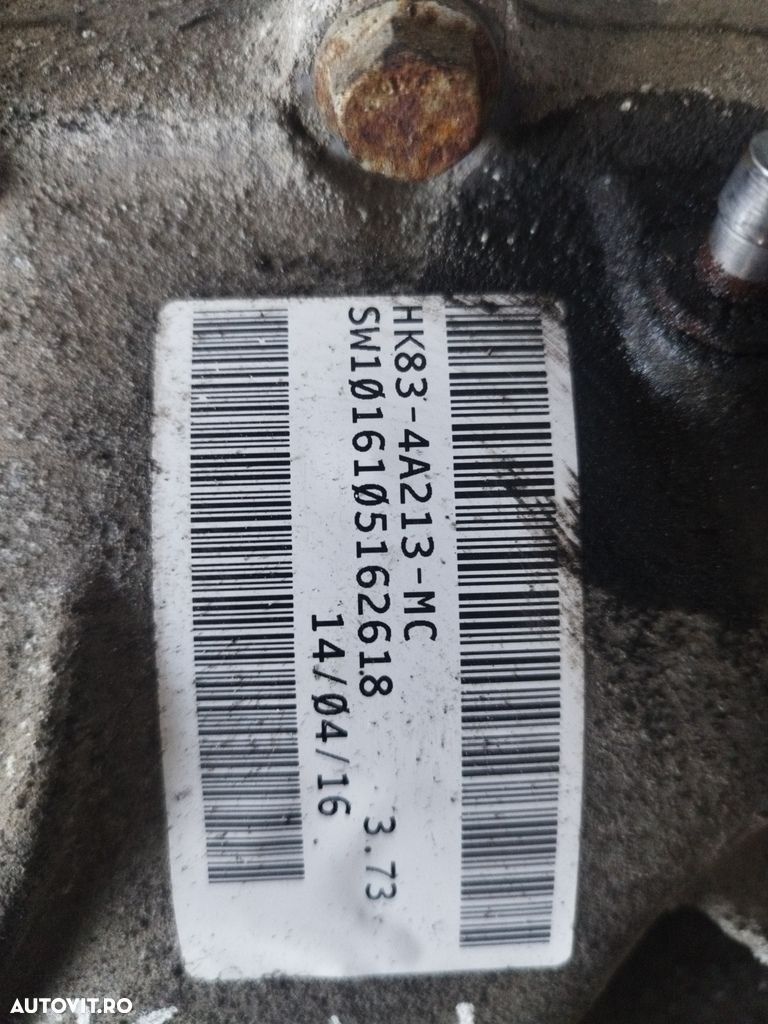 HK83-4A213-MC
SW1Ø161Ø5162618
3.73
14/Ø4/16
AUTOVIT.RO